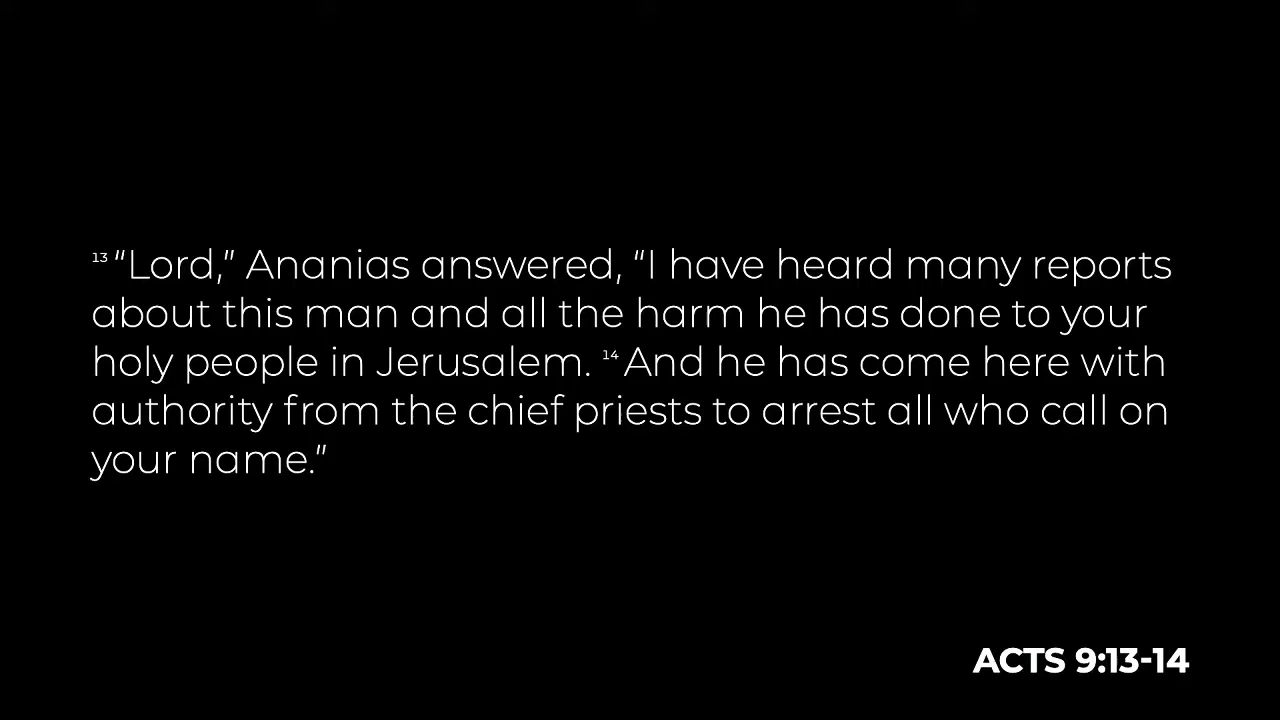 13 “Lord,” Ananias answered, “I have heard many reports
about this man and all the harm he has done to your
holy people in Jerusalem. 14 And he has come here with
authority from the chief priests to arrest all who call on
your name.”
ACTS 9:13-14